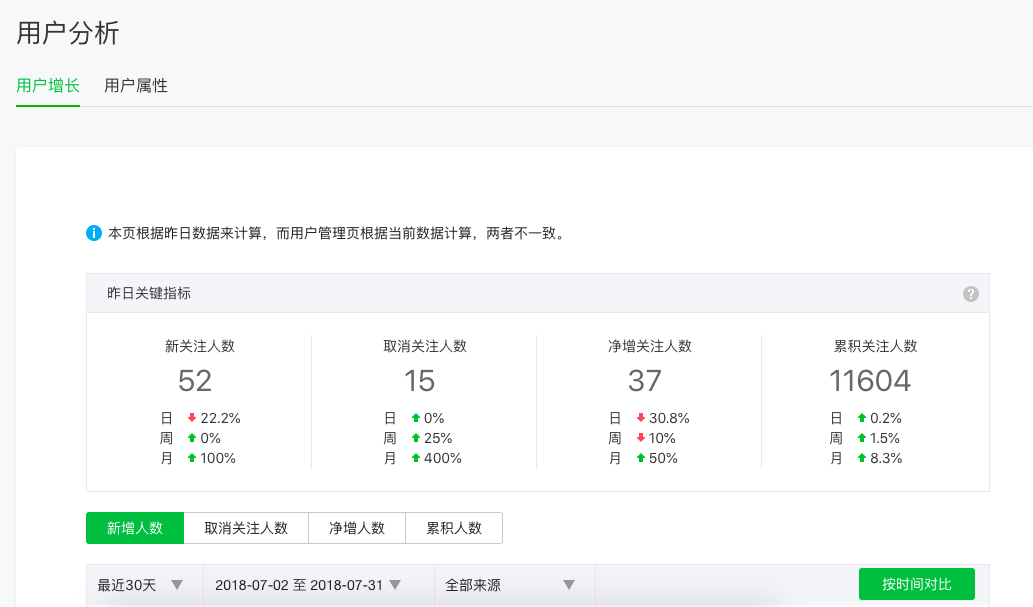 用户分析
用户增长 用户属性
本页根据昨日数据来计算，而用户管理页根据当前数据计算，两者不一致。
昨日关键指标
新关注人数 取消关注人数 净增关注人数 累积关注人数
52 15 37 11604
日 22.2% 日 0% 日 30.8% 日 0.2%
周 0% 周 25% 周 10% 周 1.5%
月 100% 月 400% 月 50% 月 8.3%
新增人数 取消关注人数 净增人数 累积人数
最近30天 2018-07-02 至 2018-07-31 全部来源 按时间对比